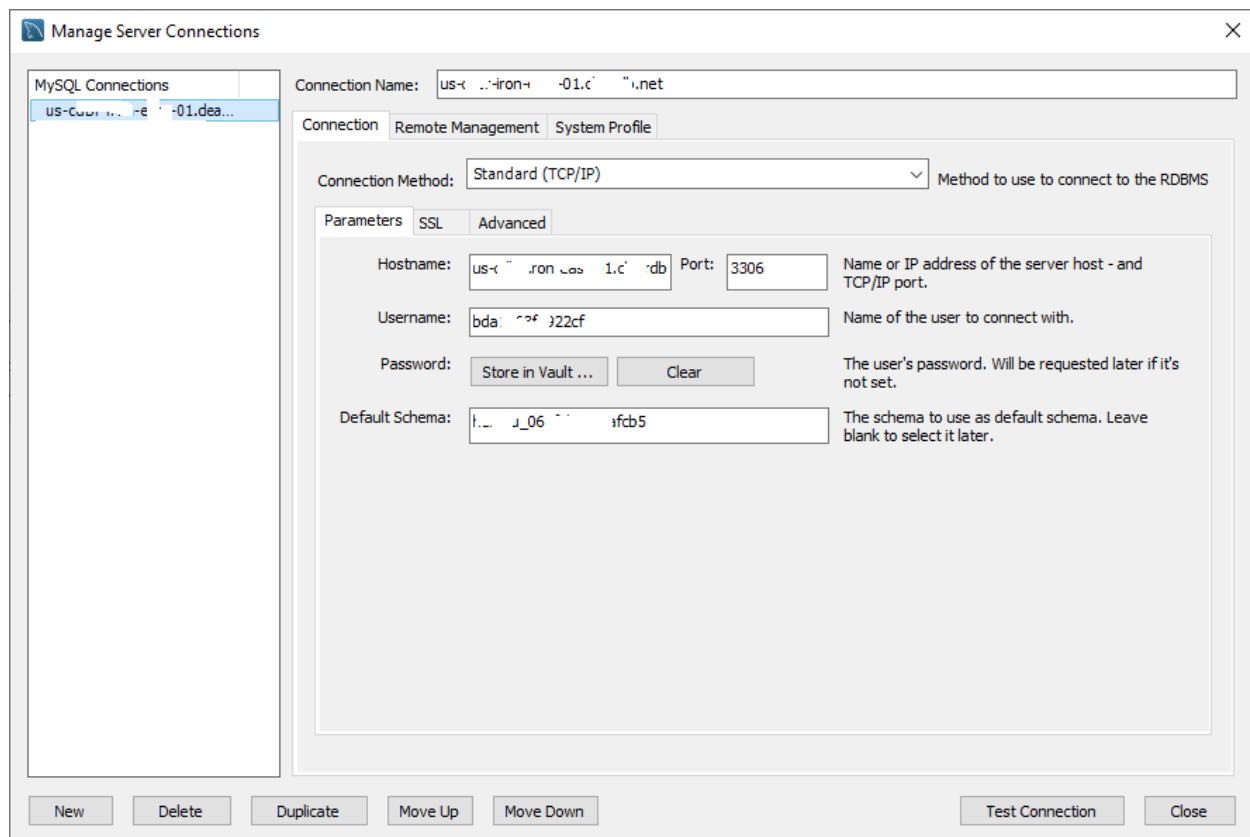 Manage Server Connections
MySQL Connections
Connection Name:
.net
Connection
Remote Management
System Profile
Connection Method:
Standard (TCP/IP)
Method to use to connect to the RDBMS
Parameters
SSL
Advanced
Hostname:
Port:
3306
Name or IP address of the server host - and
TCP/IP port.
Username:
Name of the user to connect with.
Password:
Store in Vault ...
Clear
The user's password. Will be requested later if it's
not set.
Default Schema:
The schema to use as default schema. Leave
blank to select it later.
New
Delete
Duplicate
Move Up
Move Down
Test Connection
Close